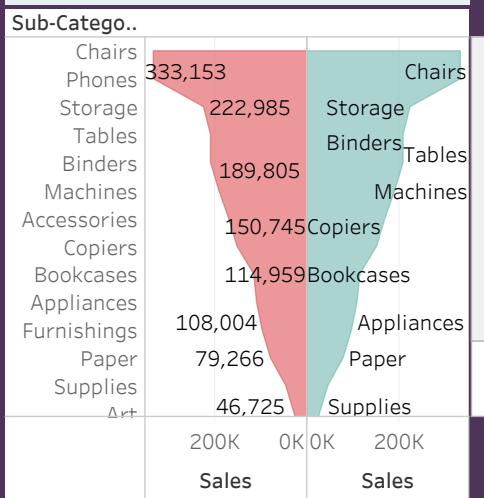 Sub-Catego..
Chairs
Phones
Storage
Tables
Binders
Machines
Accessories
Copiers
Bookcases
Appliances
Furnishings
Paper
Supplies
Art
333,153
222,985
189,805
150,745
114,959
108,004
79,266
46,725
Chairs
Storage
Binders
Tables
Machines
Copiers
Bookcases
Appliances
Paper
Supplies
200K 0K 0K 200K
Sales Sales